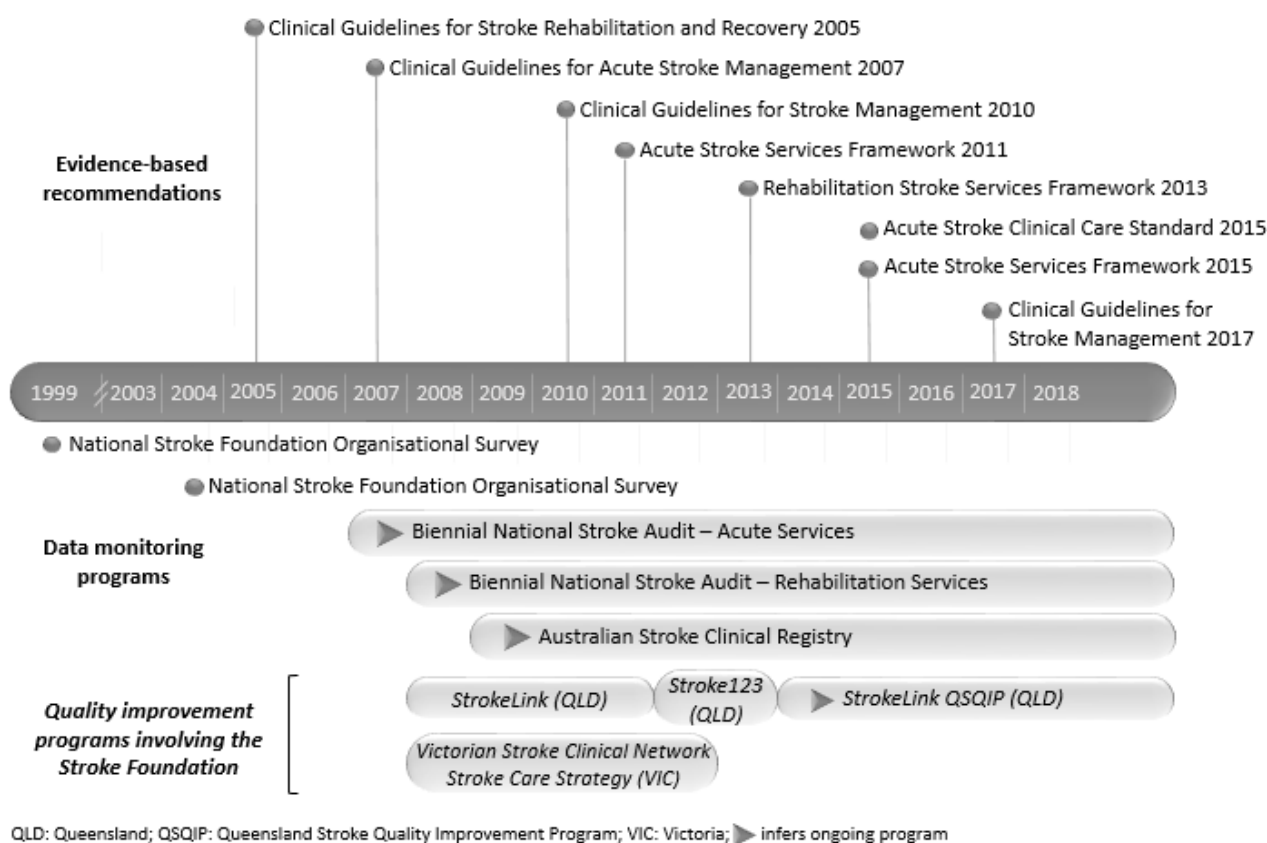 Clinical Guidelines for Stroke Rehabilitation and Recovery 2005
Clinical Guidelines for Acute Stroke Management 2007
Clinical Guidelines for Stroke Management 2010
Acute Stroke Services Framework 2011
Rehabilitation Stroke Services Framework 2013
Acute Stroke Clinical Care Standard 2015
Acute Stroke Services Framework 2015
Clinical Guidelines for
Stroke Management 2017
Evidence-based
recommendations
1999 // 2003 2004 2005 2006 2007 2008 2009 2010 2011 2012 2013 2014 2015 2016 2017 2018
National Stroke Foundation Organisational Survey
National Stroke Foundation Organisational Survey
Data monitoring
programs
Biennial National Stroke Audit – Acute Services
Biennial National Stroke Audit – Rehabilitation Services
Australian Stroke Clinical Registry
Quality improvement
programs involving the
Stroke Foundation
StrokeLink (QLD)
Stroke123
(QLD)
StrokeLink QSQIP (QLD)
Victorian Stroke Clinical Network
Stroke Care Strategy (VIC)
QLD: Queensland; QSQIP: Queensland Stroke Quality Improvement Program; VIC: Victoria; infers ongoing program